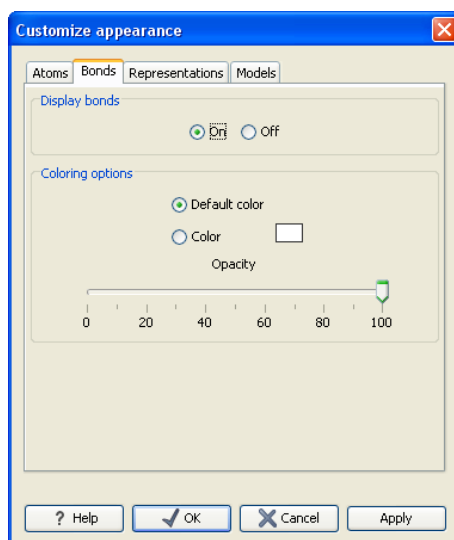 Customize appearance
Atoms Bonds Representations Models
Display bonds
On Off
Coloring options
Default color
Color
Opacity
0 20 40 60 80 100
? Help OK Cancel Apply